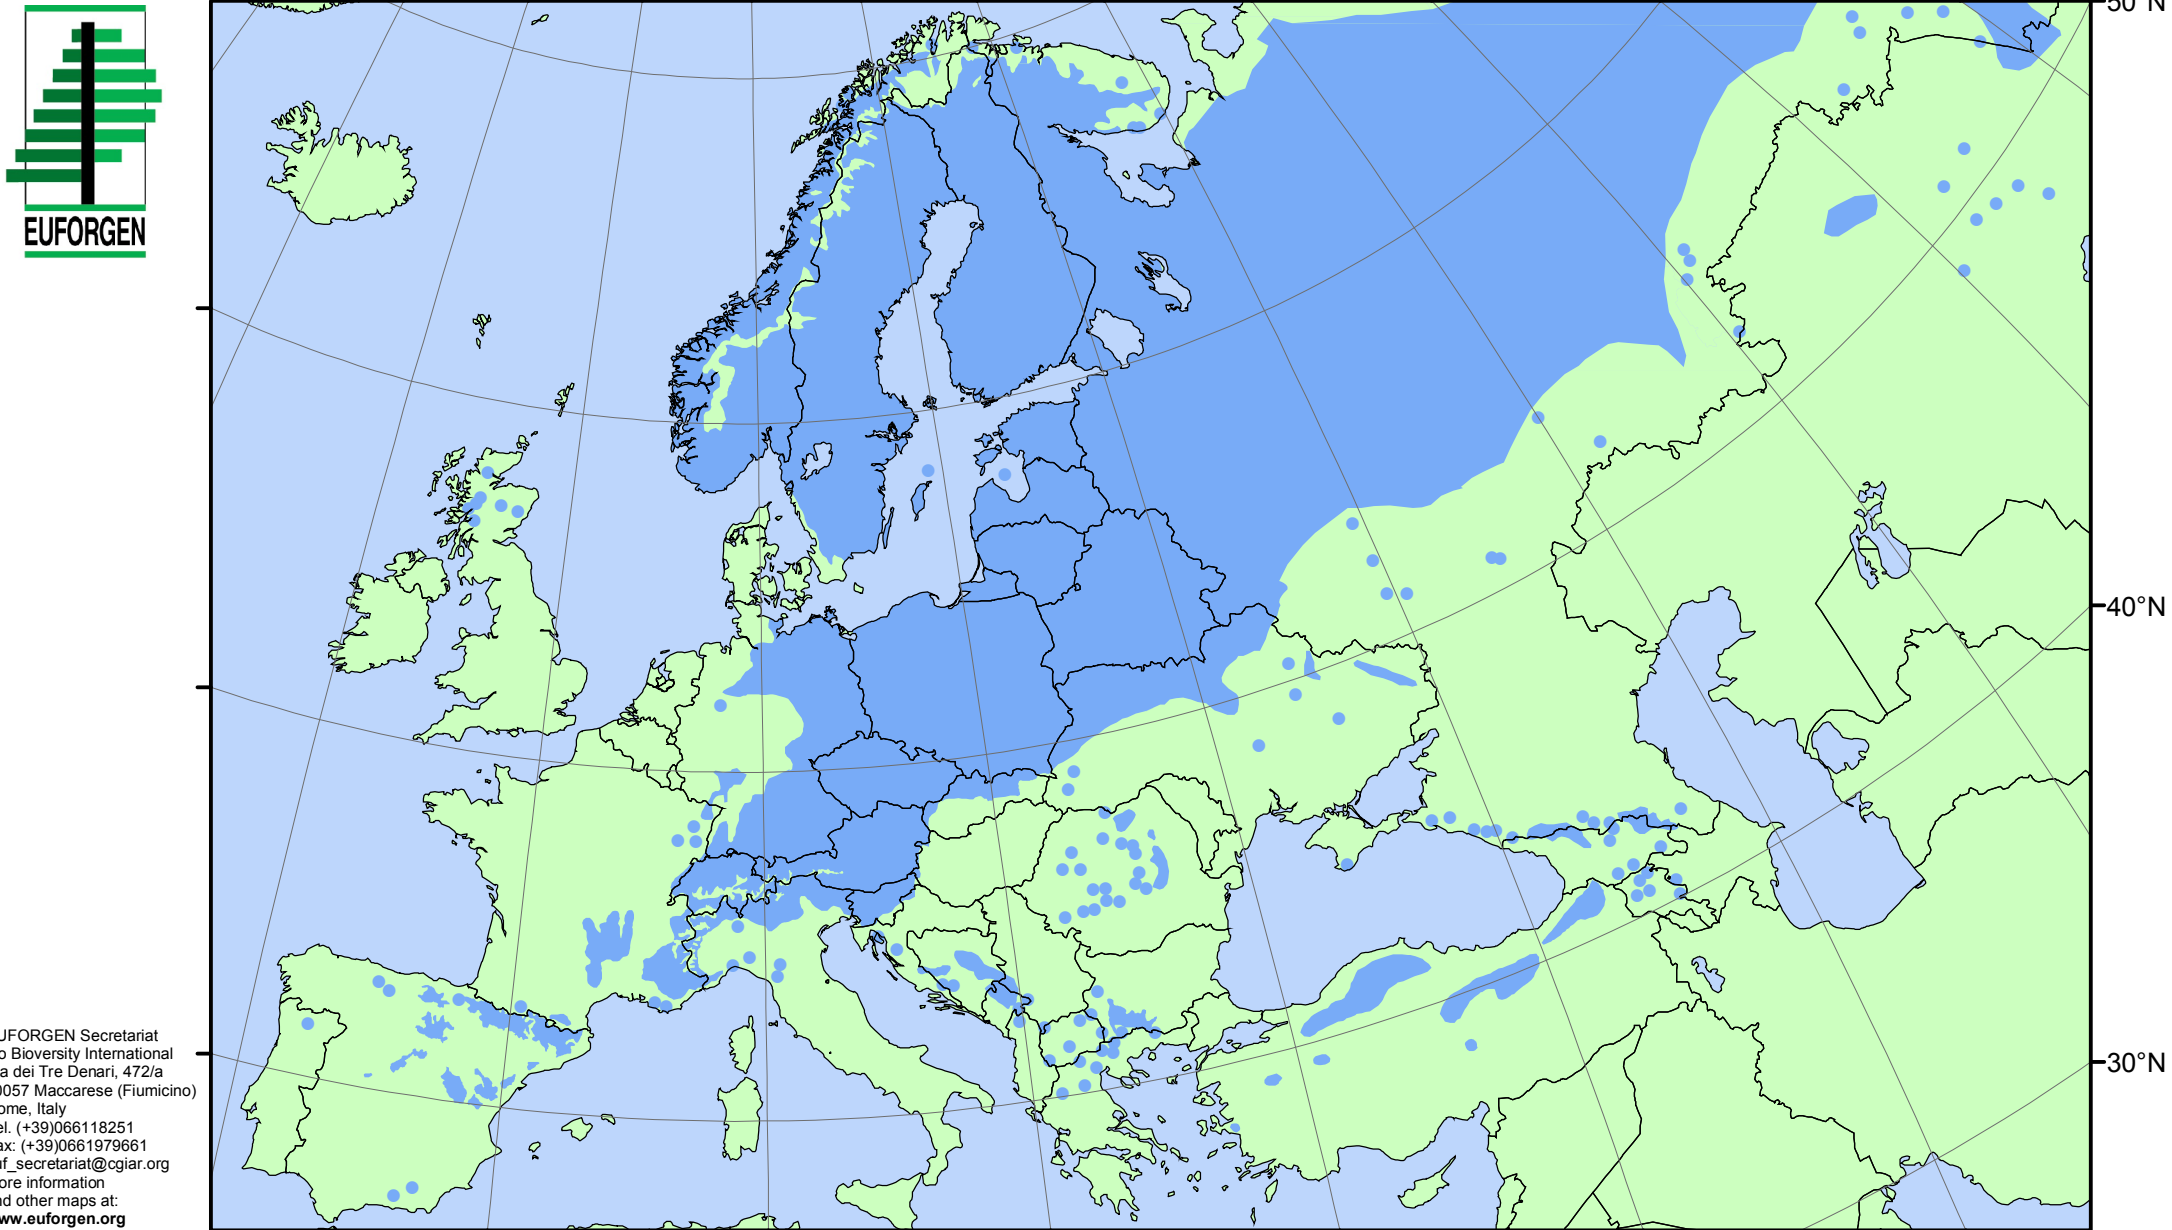 EUFORGEN
UFORGEN Secretariat
o Bioversity International
a dei Tre Denari, 472/a
0057 Maccarese (Fiumicino)
ome, Italy
el. (+39)066118251
ax: (+39)0661979661
uf_secretariat@cgiar.org
ore information
nd other maps at:
ww.euforgen.org
50°N
40°N
30°N